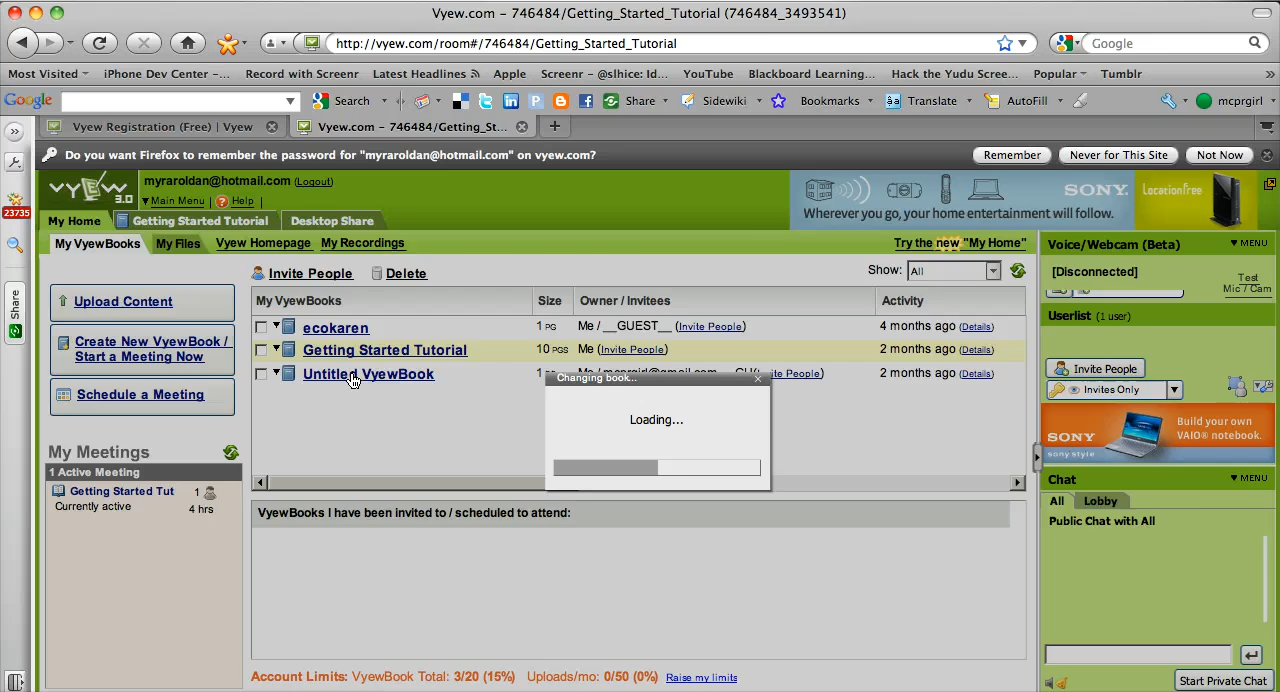 Vyew.com – 746484/Getting_Started_Tutorial (746484_3493541)
http://vyew.com/room#/746484/Getting_Started_Tutorial
Google
Most Visited
iPhone Dev Center –...
Record with Screenr
Latest Headlines
Apple
Screenr - @slhice: Id...
YouTube
Blackboard Learning...
Hack the Yudu Scree...
Popular
Tumblr
Google
Search
Share
Sidewiki
Bookmarks
Translate
AutoFill
mcprgirl
Vyew Registration (Free) | Vyew
Vyew.com – 746484/Getting_St...
Do you want Firefox to remember the password for "myraroldan@hotmail.com" on vyew.com?
Remember
Never for This Site
Not Now
23735
Share
VYEW 3.0
myraroldan@hotmail.com (Logout)
Main Menu | Help |
SONY
LocationFree
Wherever you go, your home entertainment will follow.
My Home
Getting Started Tutorial
Desktop Share
My VyewBooks
My Files
Vyew Homepage
My Recordings
Try the new "My Home"
Upload Content
Create New VyewBook /
Start a Meeting Now
Schedule a Meeting
Invite People
Delete
Show: All
My VyewBooks
Size
Owner / Invitees
Activity
ecokaren
1 PG
Me / __GUEST__ (Invite People)
4 months ago (Details)
Getting Started Tutorial
10 PGS
Me (Invite People)
2 months ago (Details)
Untitled VyewBook
1
2 months ago (Details)
Changing book...
Loading...
My Meetings
1 Active Meeting
Getting Started Tut
1
Currently active
4 hrs
VyewBooks I have been invited to / scheduled to attend:
Account Limits: VyewBook Total: 3/20 (15%) Uploads/mo: 0/50 (0%) Raise my limits
Voice/Webcam (Beta)
MENU
[Disconnected]
Test
Mic / Cam
Userlist (1 user)
Invite People
Invites Only
SONY
sony style
Build your own
VAIO® notebook.
Chat
MENU
All
Lobby
Public Chat with All
Start Private Chat